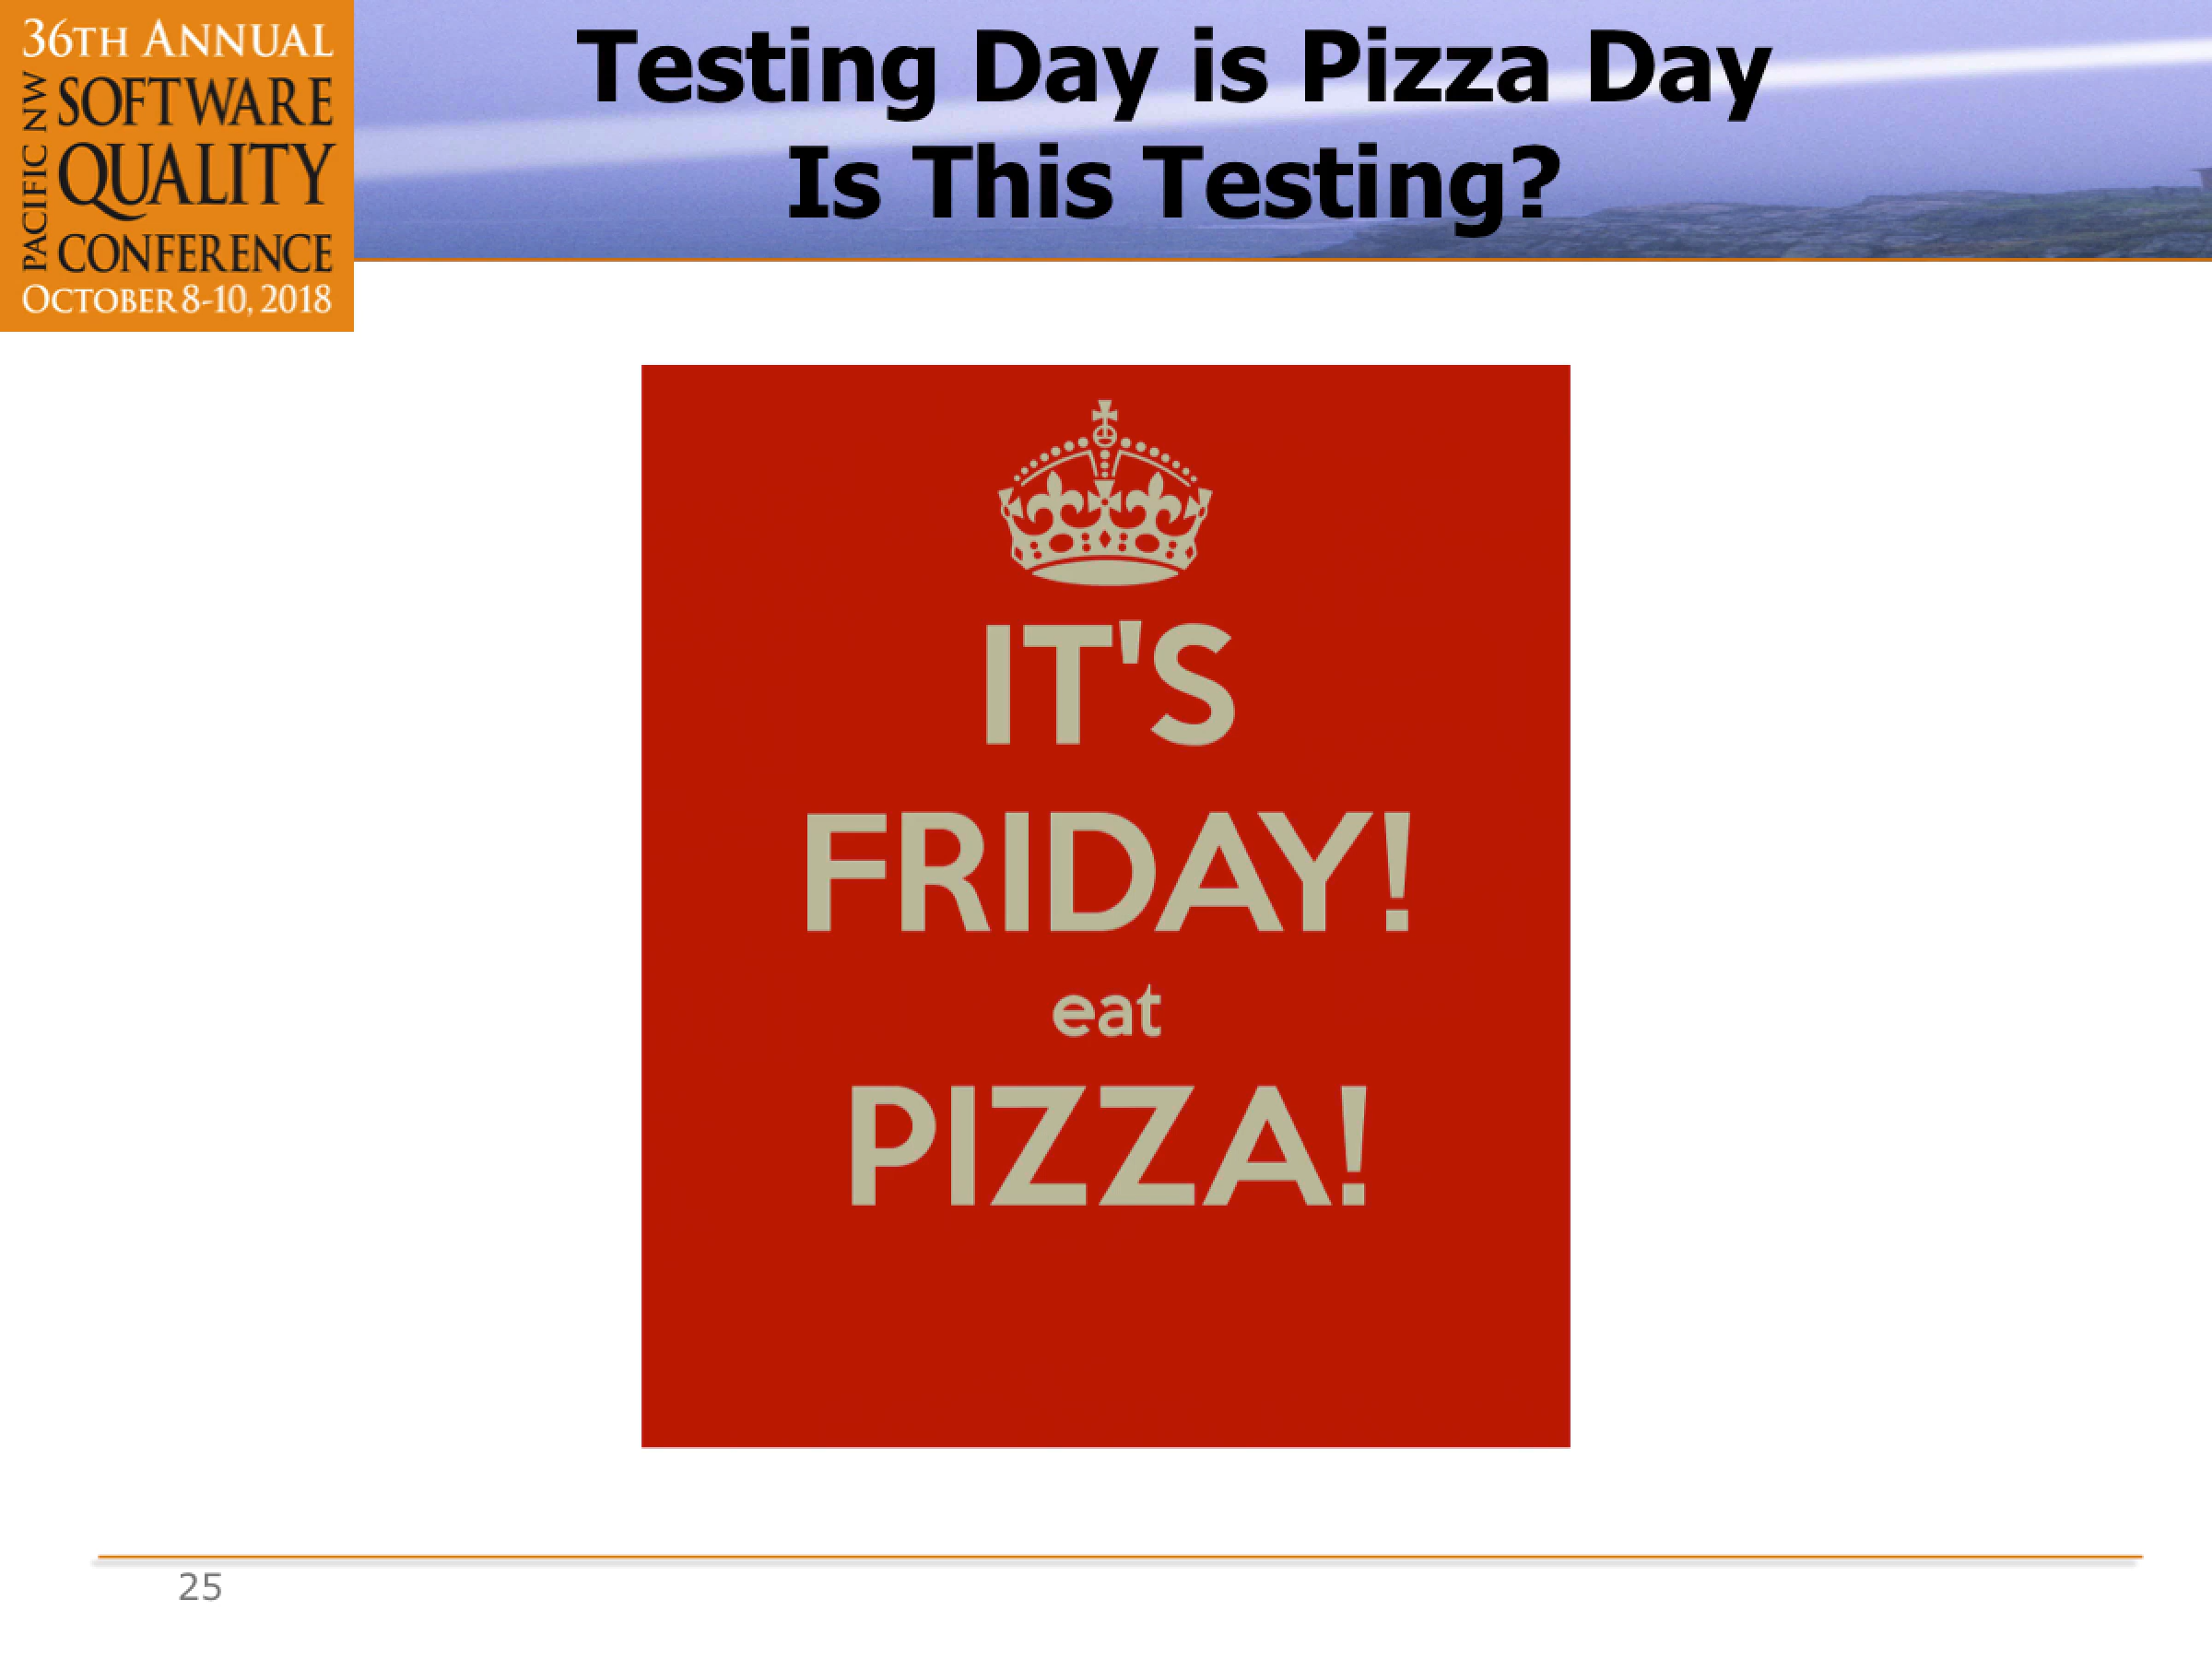 36TH ANNUAL
PACIFIC NW
SOFTWARE
QUALITY
CONFERENCE
OCTOBER 8-10, 2018
Testing Day is Pizza Day
Is This Testing?
IT'S
FRIDAY!
eat
PIZZA!
25